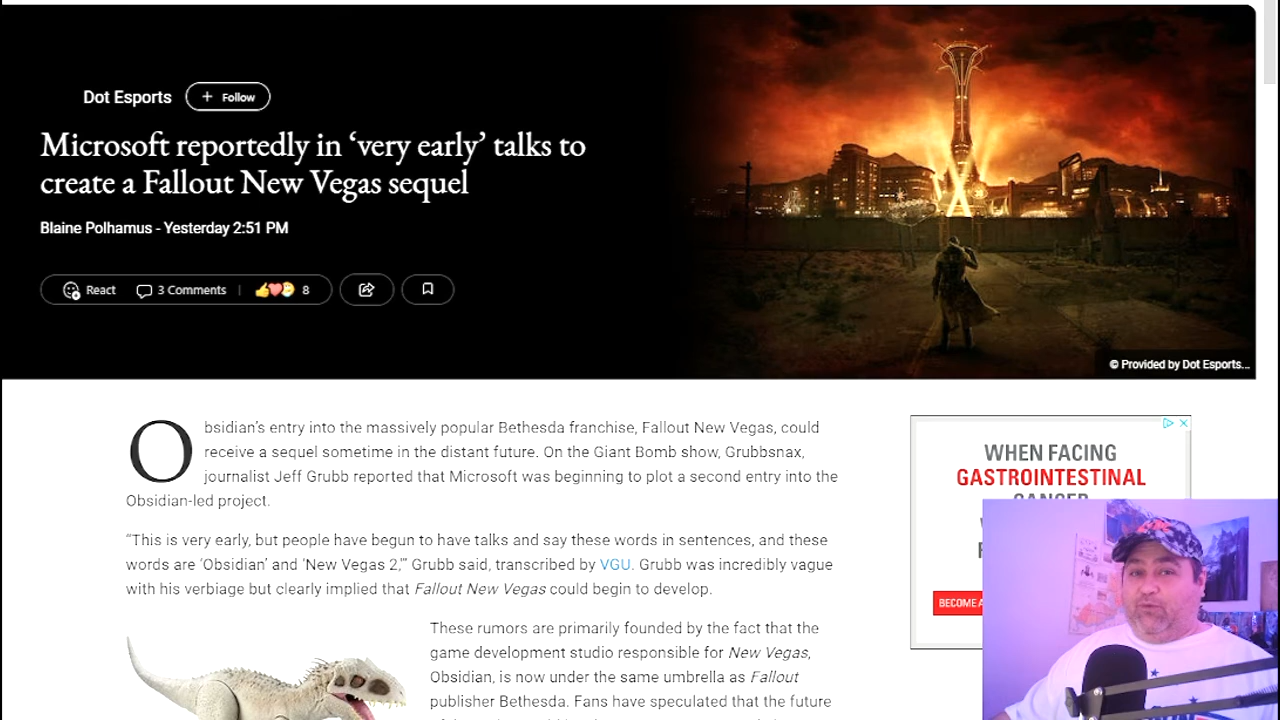 Dot Esports + Follow
Microsoft reportedly in ‘very early’ talks to
create a Fallout New Vegas sequel
Blaine Polhamus - Yesterday 2:51 PM
React 3 Comments | 8
© Provided by Dot Esports...
Obsidian’s entry into the massively popular Bethesda franchise, Fallout New Vegas, could
receive a sequel sometime in the distant future. On the Giant Bomb show, Grubbsnax,
journalist Jeff Grubb reported that Microsoft was beginning to plot a second entry into the
Obsidian-led project.
“This is very early, but people have begun to have talks and say these words in sentences, and these
words are ‘Obsidian’ and ‘New Vegas 2,’” Grubb said, transcribed by VGU. Grubb was incredibly vague
with his verbiage but clearly implied that Fallout New Vegas could begin to develop.
These rumors are primarily founded by the fact that the
game development studio responsible for New Vegas,
Obsidian, is now under the same umbrella as Fallout
publisher Bethesda. Fans have speculated that the future
WHEN FACING
GASTROINTESTINAL
CANCER
BECOME A